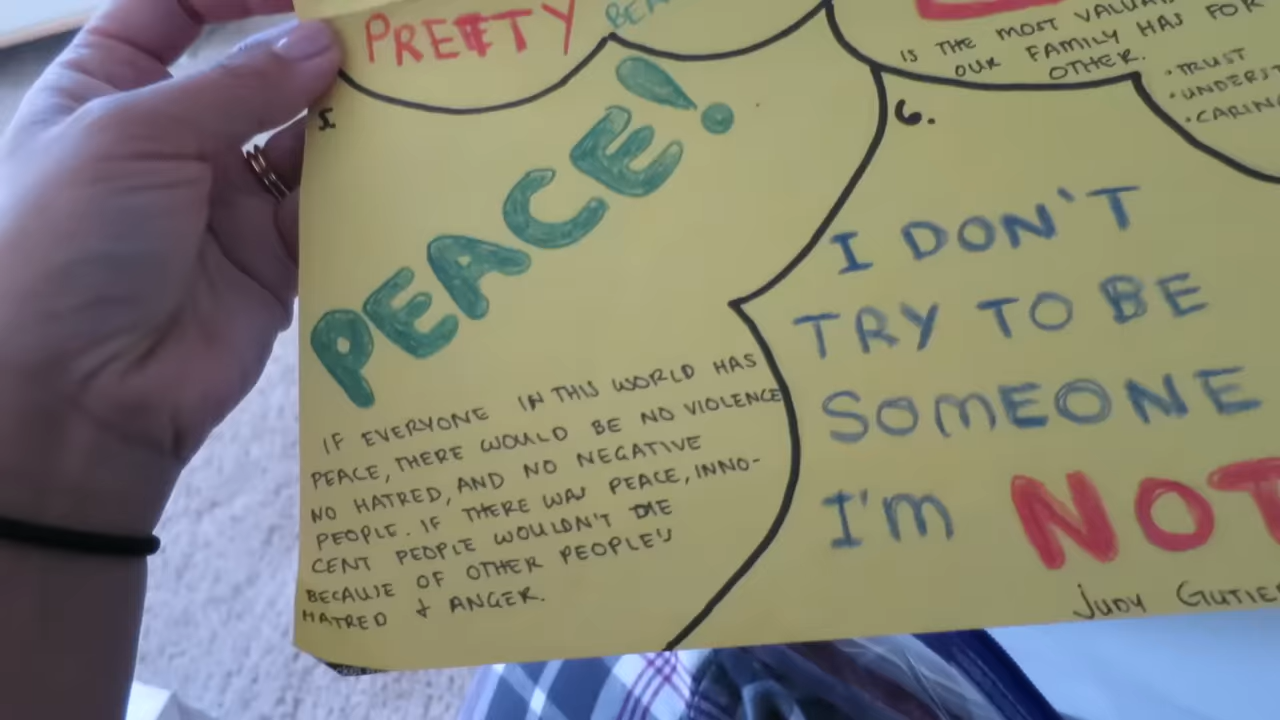 PRETTY
IS THE MOST
OUR FAMILY HAS FOR
OTHER.
• TRUST
5.
PEACE!
IF EVERYONE IN THIS WORLD HAS
PEACE, THERE WOULD BE NO VIOLENCE
NO HATRED, AND NO NEGATIVE
PEOPLE. IF THERE WAS PEACE, INNO-
CENT PEOPLE WOULDN'T DIE
BECAUSE OF OTHER PEOPLE'S
HATRED & ANGER.
6.
I DON'T
TRY TO BE
SOMEONE
I'm NOT
JUDY